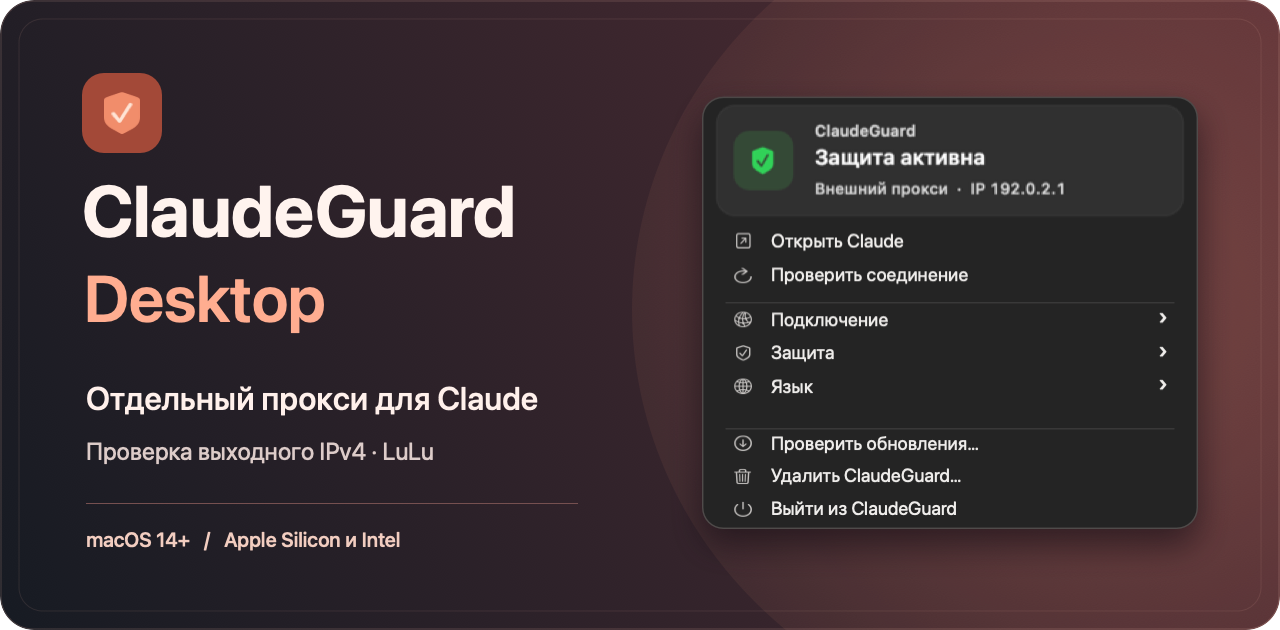 ClaudeGuard
Desktop
Отдельный прокси для Claude
Проверка выходного IPv4 · LuLu
macOS 14+ / Apple Silicon и Intel
ClaudeGuard
Защита активна
Внешний прокси · IP 192.0.2.1
Открыть Claude
Проверить соединение
Подключение
Защита
Язык
Проверить обновления…
Удалить ClaudeGuard…
Выйти из ClaudeGuard